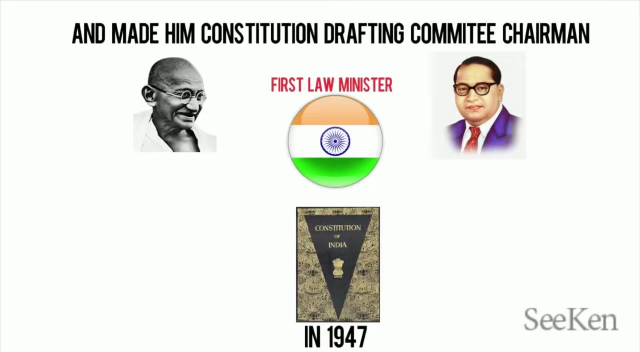 AND MADE HIM CONSTITUTION DRAFTING COMMITEE CHAIRMAN
FIRST LAW MINISTER
CONSTITUTION
OF
INDIA
IN 1947
SeeKen